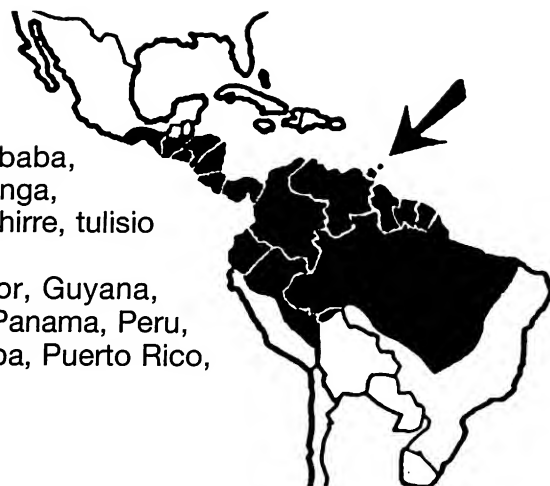 baba,
nga,
hirre, tulisio
or, Guyana,
Panama, Peru,
ba, Puerto Rico,